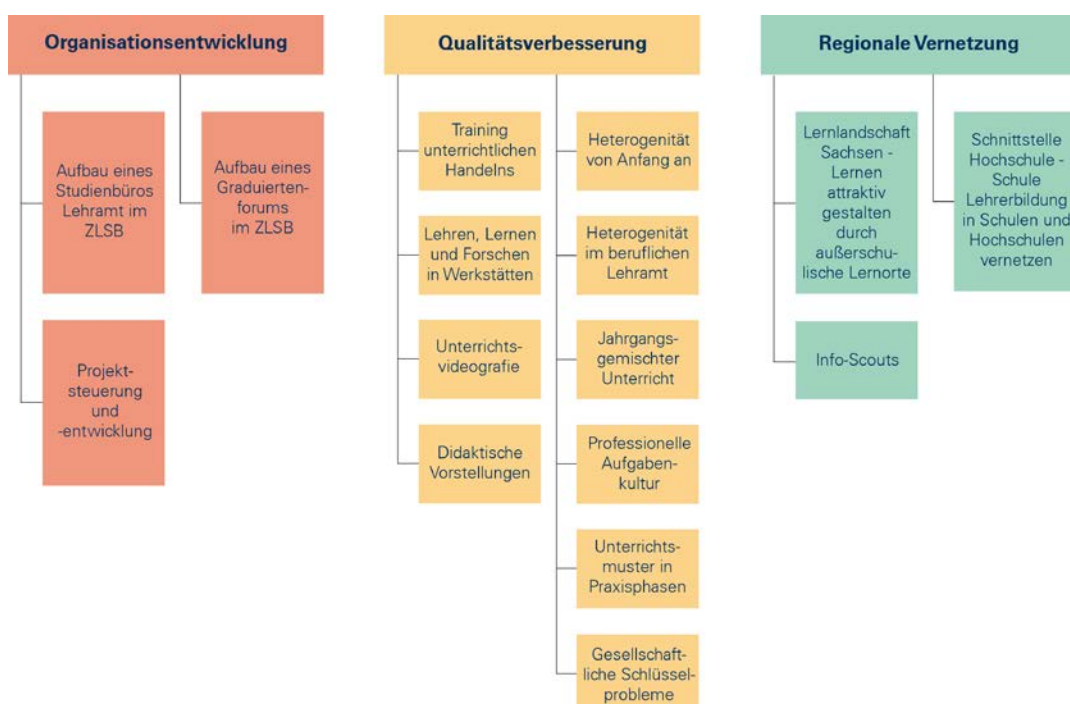 Organisationsentwicklung
Aufbau eines
Studienbüros
Lehramt im
ZLSB
Aufbau eines
Graduierten-
forums
im ZLSB
Projekt-
steuerung
und
-entwicklung
Qualitätsverbesserung
Training
unterrichtlichen
Handelns
Lehren, Lernen
und Forschen
in Werkstätten
Unterrichts-
videografie
Didaktische
Vorstellungen
Heterogenität
von Anfang an
Heterogenität
im beruflichen
Lehramt
Jahrgangs-
gemischter
Unterricht
Professionelle
Aufgaben-
kultur
Unterrichts-
muster in
Praxisphasen
Gesellschaft-
liche Schlüssel-
probleme
Regionale Vernetzung
Lernlandschaft
Sachsen -
Lernen
attraktiv
gestalten
durch
außerschu-
lische Lernorte
Info-Scouts
Schnittstelle
Hochschule -
Schule
Lehrerbildung
in Schulen und
Hochschulen
vernetzen